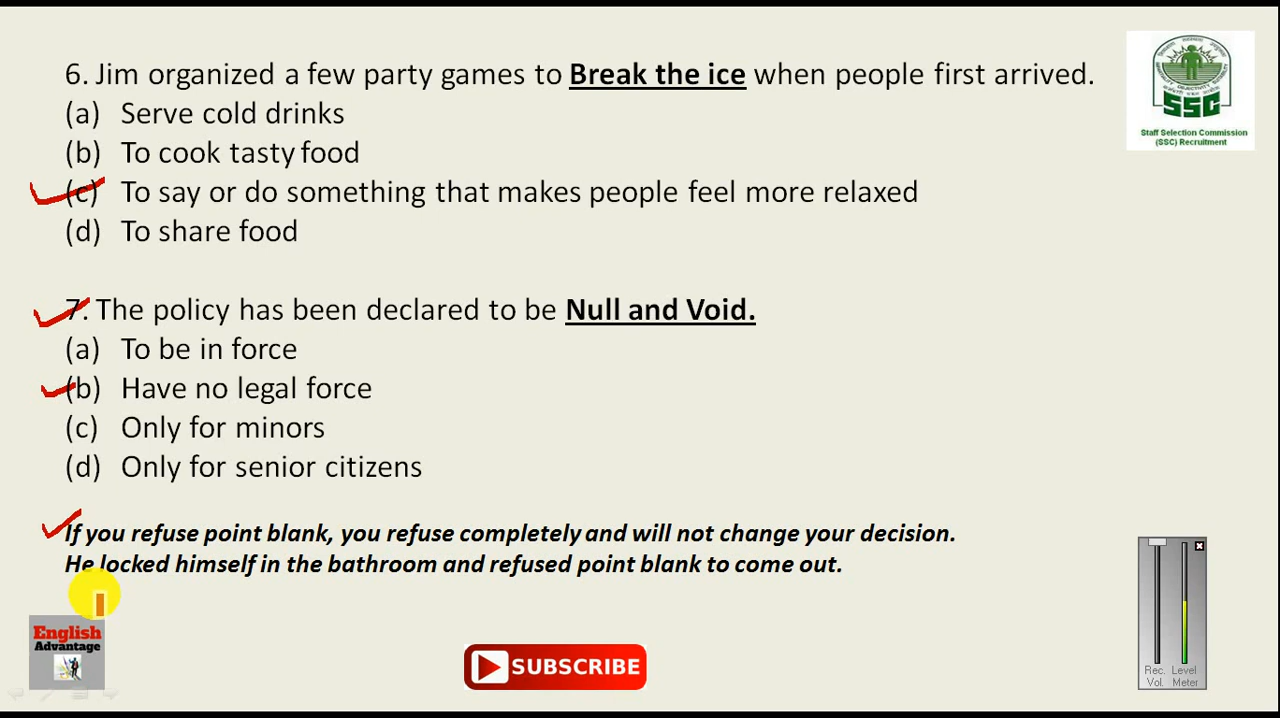 6. Jim organized a few party games to Break the ice when people first arrived.
(a) Serve cold drinks
(b) To cook tasty food
(c) To say or do something that makes people feel more relaxed
(d) To share food
7. The policy has been declared to be Null and Void.
(a) To be in force
(b) Have no legal force
(c) Only for minors
(d) Only for senior citizens
If you refuse point blank, you refuse completely and will not change your decision.
He locked himself in the bathroom and refused point blank to come out.
SSC
Staff Selection Commission
(SSC) Recruitment
English
Advantage
SUBSCRIBE
Rec. Level
Vol. Meter